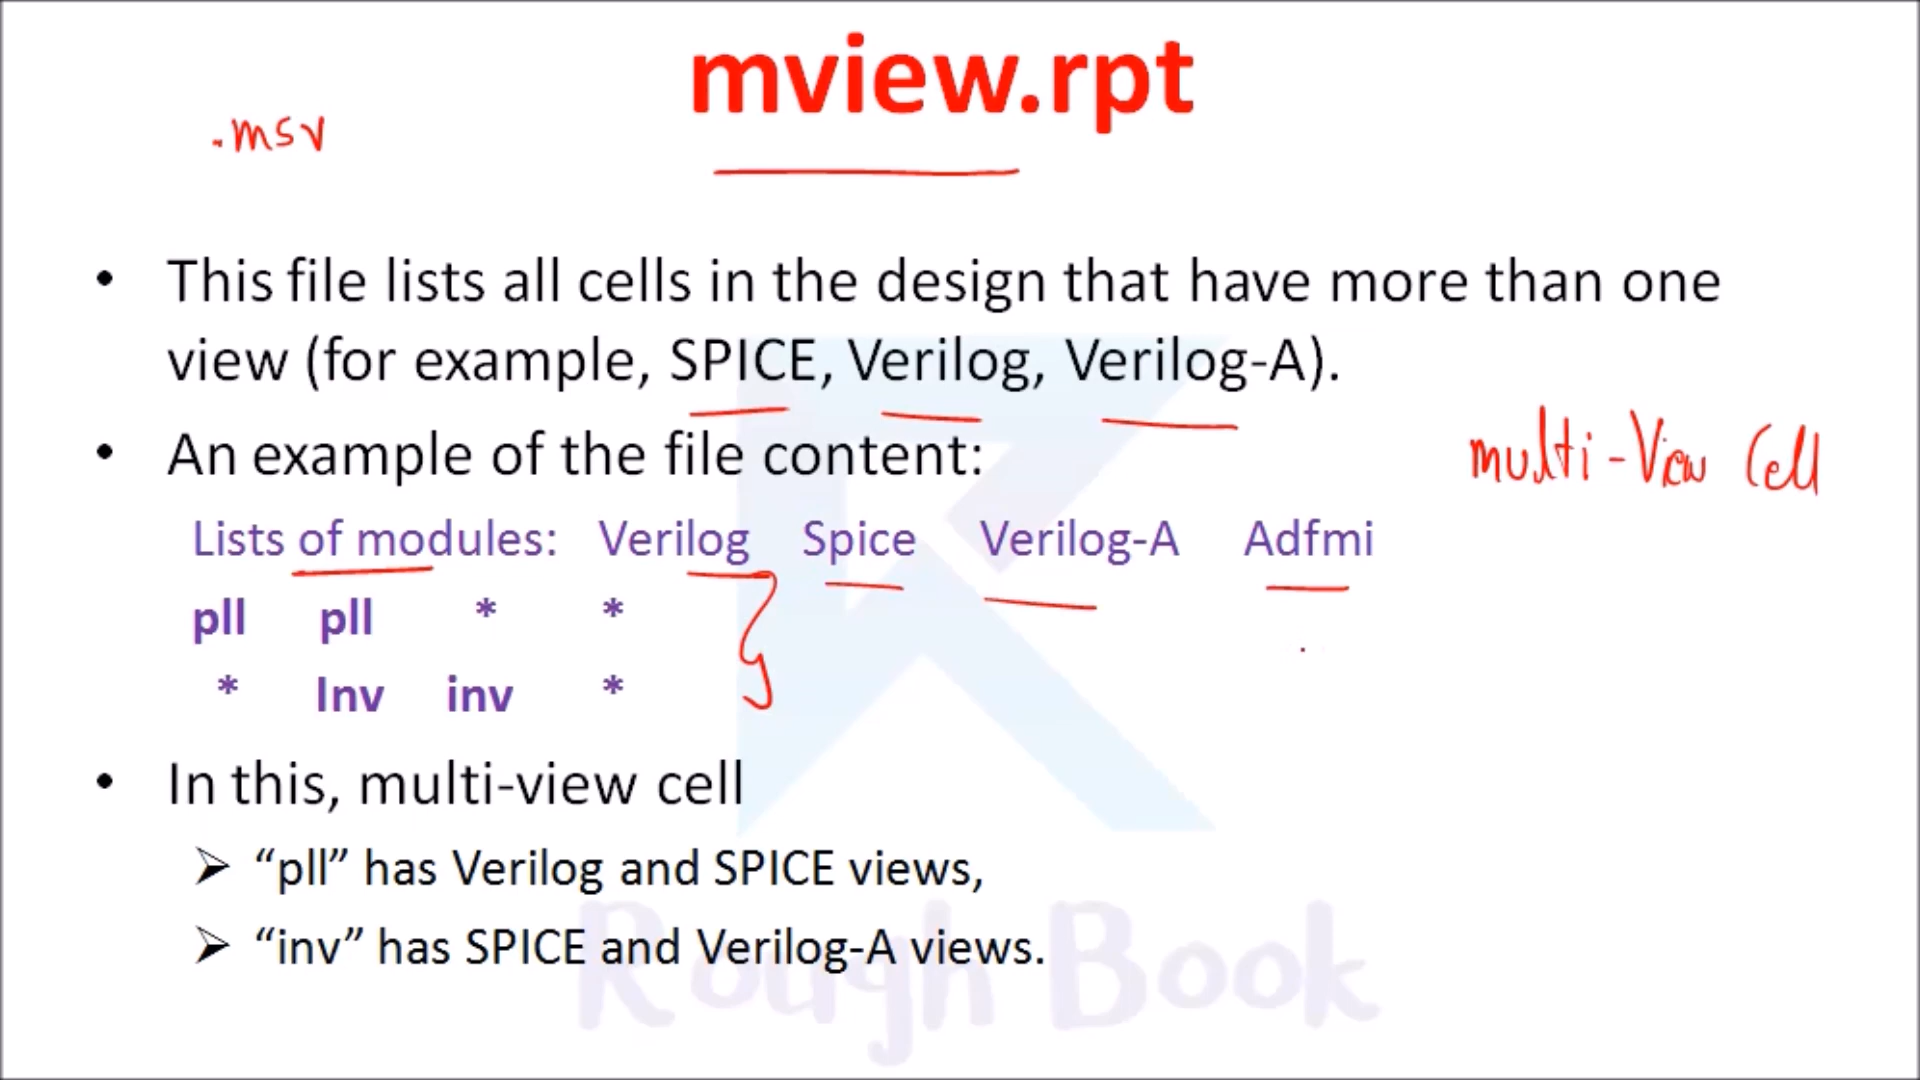 mview.rpt
.msv
• This file lists all cells in the design that have more than one
view (for example, SPICE, Verilog, Verilog-A).
• An example of the file content:
multi-View Cell
Lists of modules: Verilog Spice Verilog-A Adfmi
pll pll * *
* Inv inv *
• In this, multi-view cell
➢ “pll” has Verilog and SPICE views,
➢ “inv” has SPICE and Verilog-A views.
Rough Book